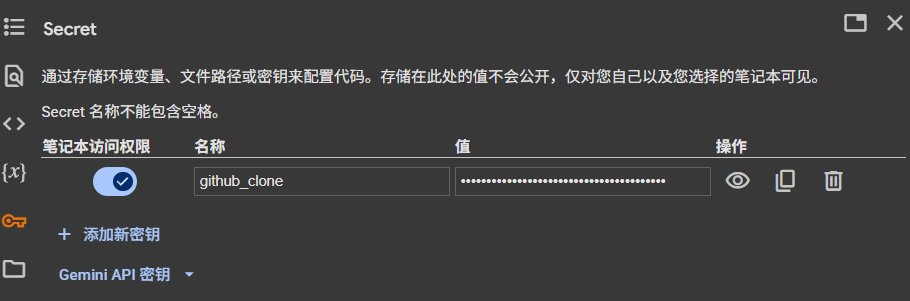 Secret
通过存储环境变量、文件路径或密钥来配置代码。存储在此处的值不会公开，仅对您自己以及您选择的笔记本可见。
Secret 名称不能包含空格。
笔记本访问权限 名称 值 操作
github_clone ••••••••••••••••••••••••••••••••••••••••
+ 添加新密钥
Gemini API 密钥